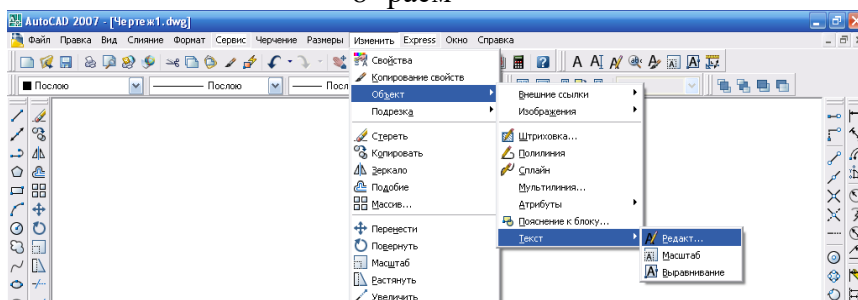 AutoCAD 2007 - [Чертеж1.dwg]
Файл Правка Вид Слияние Формат Сервис Черчение Размеры Изменить Express Окно Справка
Послою Послою Посл
Свойства
Копирование свойств
Объект
Подрезка
Стереть
Копировать
Зеркало
Подобие
Массив...
Перенести
Повернуть
Масштаб
Растянуть
Увеличить
Внешние ссылки
Изображения
Штриховка...
Полилиния
Сплайн
Мультилиния...
Атрибуты
Пояснение к блоку...
Текст
Редакт...
Масштаб
Выравнивание